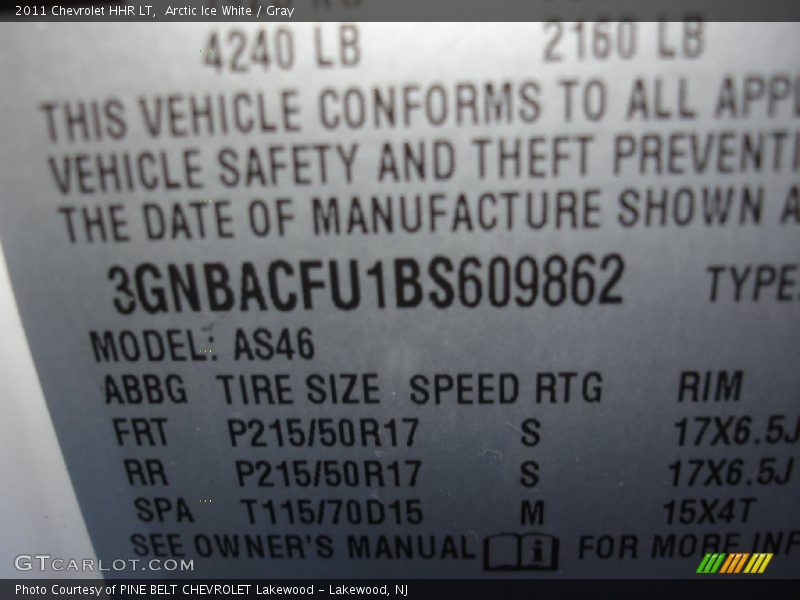 2011 Chevrolet HHR LT,  Arctic Ice White / Gray
4240 LB 2160 LB
THIS VEHICLE CONFORMS TO ALL APPL
VEHICLE SAFETY AND THEFT PREVENTI
THE DATE OF MANUFACTURE SHOWN A
3GNBACFU1BS609862 TYPE:
MODEL: AS46
ABBG TIRE SIZE SPEED RTG RIM
FRT P215/50R17 S 17X6.5J
RR P215/50R17 S 17X6.5J
SPA T115/70D15 M 15X4T
SEE OWNER'S MANUAL i FOR MORE INF
GTCARLOT.COM
Photo Courtesy of PINE BELT CHEVROLET Lakewood - Lakewood, NJ